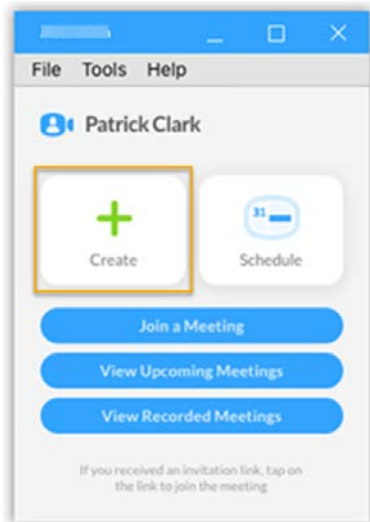 File Tools Help
Patrick Clark
31
Create Schedule
Join a Meeting
View Upcoming Meetings
View Recorded Meetings
If you received an invitation link, tap on
the link to join the meeting